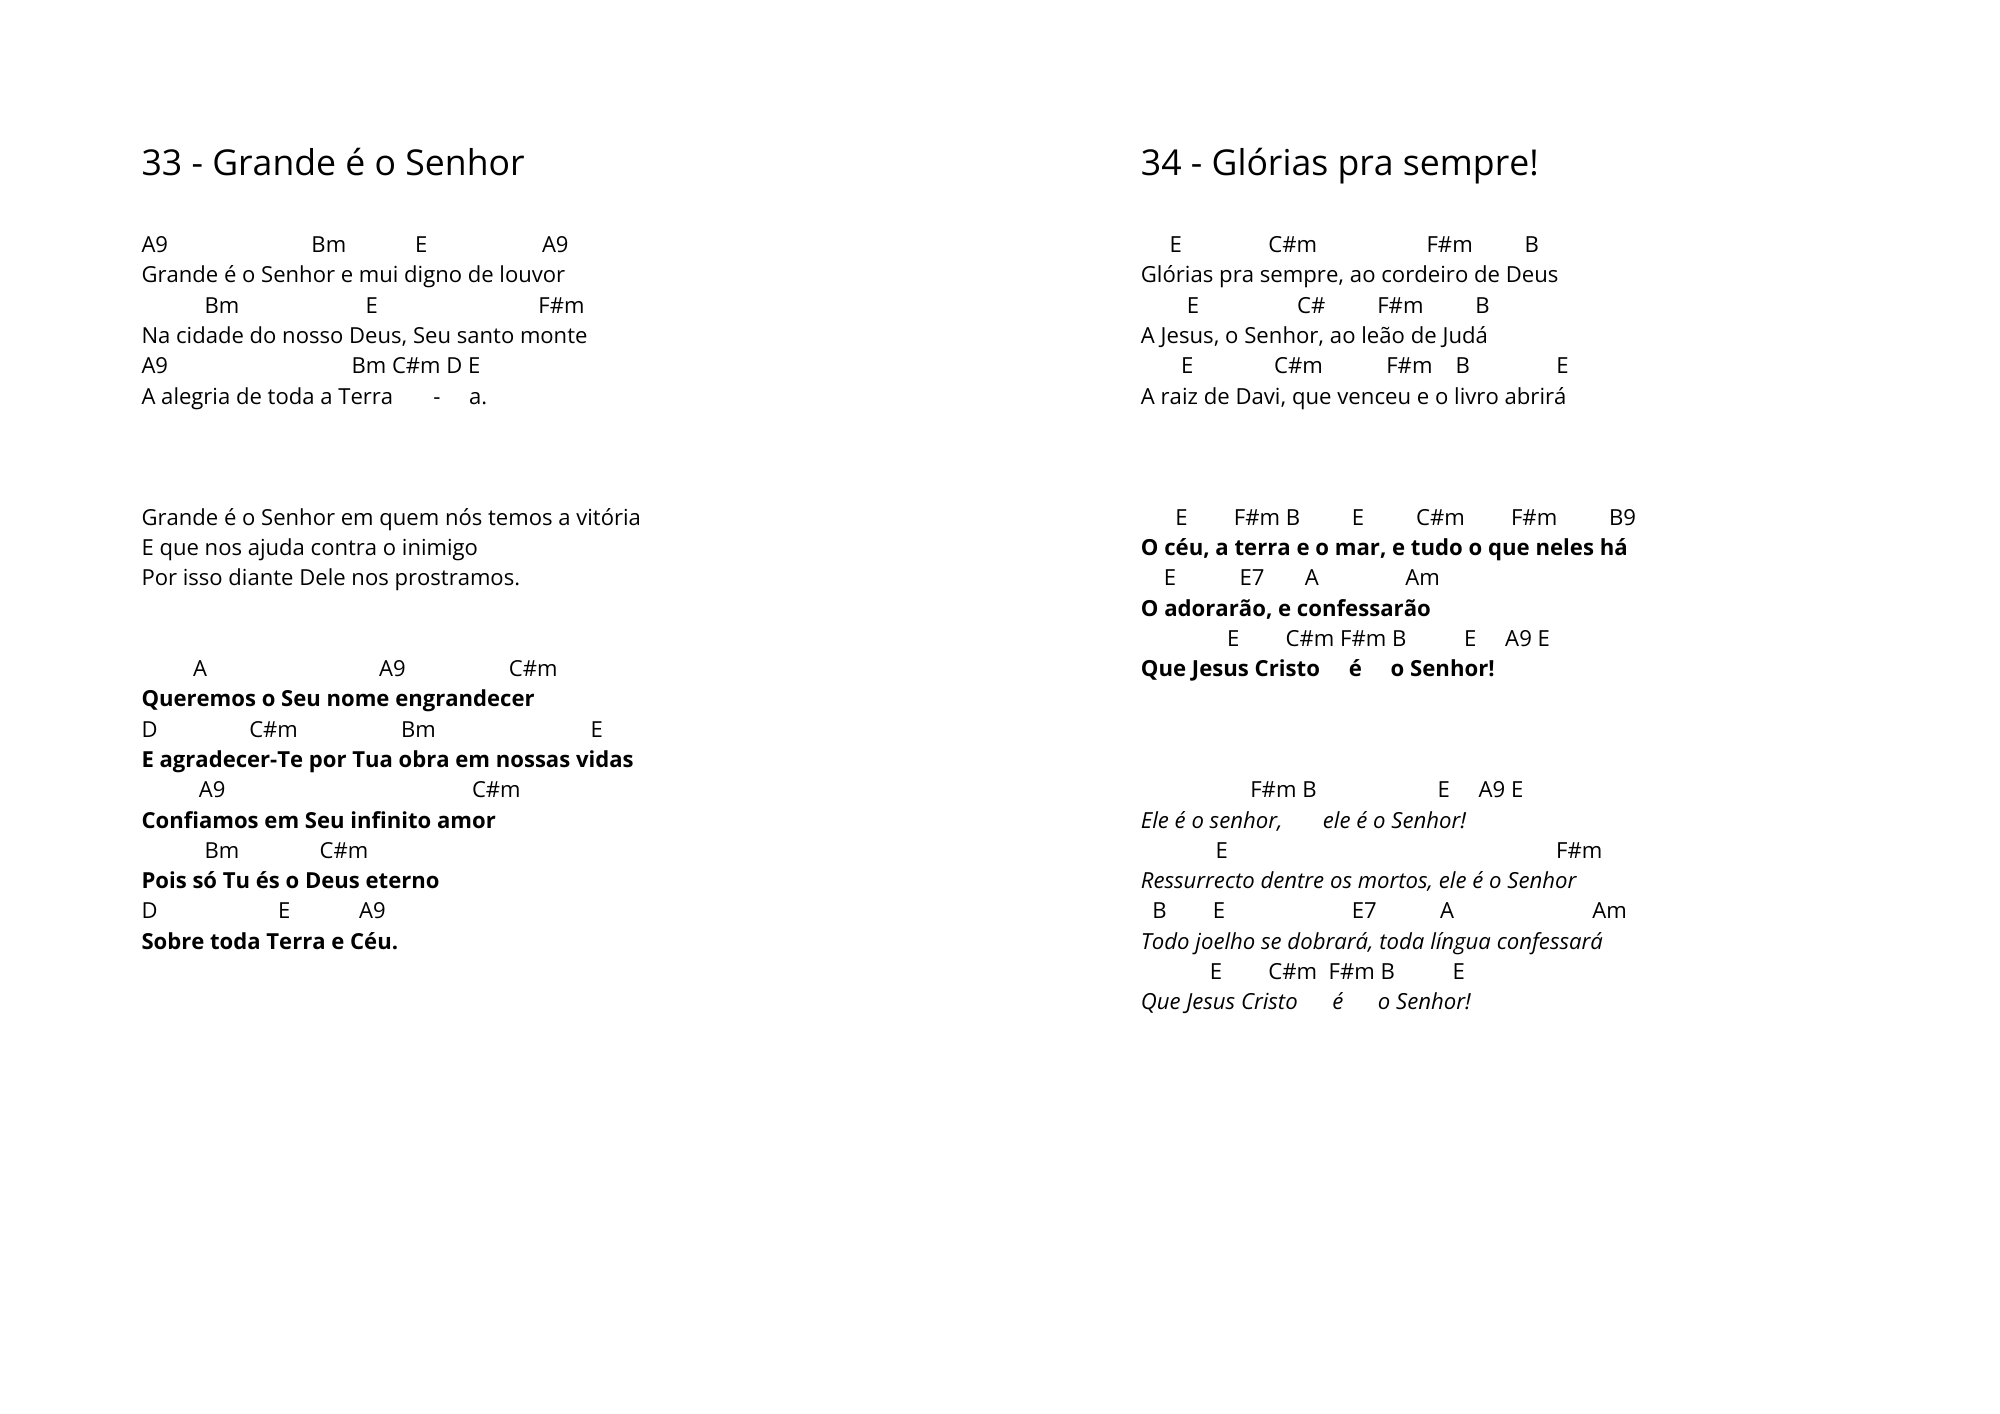 33 - Grande é o Senhor
A9 Bm E A9
Grande é o Senhor e mui digno de louvor
Bm E F#m
Na cidade do nosso Deus, Seu santo monte
A9 Bm C#m D E
A alegria de toda a Terra - a.
Grande é o Senhor em quem nós temos a vitória
E que nos ajuda contra o inimigo
Por isso diante Dele nos prostramos.
A A9 C#m
Queremos o Seu nome engrandecer
D C#m Bm E
E agradecer-Te por Tua obra em nossas vidas
A9 C#m
Confiamos em Seu infinito amor
Bm C#m
Pois só Tu és o Deus eterno
D E A9
Sobre toda Terra e Céu.
34 - Glórias pra sempre!
E C#m F#m B
Glórias pra sempre, ao cordeiro de Deus
E C# F#m B
A Jesus, o Senhor, ao leão de Judá
E C#m F#m B E
A raiz de Davi, que venceu e o livro abrirá
E F#m B E C#m F#m B9
O céu, a terra e o mar, e tudo o que neles há
E E7 A Am
O adorarão, e confessarão
E C#m F#m B E A9 E
Que Jesus Cristo é o Senhor!
F#m B E A9 E
Ele é o senhor, ele é o Senhor!
E F#m
Ressurrecto dentre os mortos, ele é o Senhor
B E E7 A Am
Todo joelho se dobrará, toda língua confessará
E C#m F#m B E
Que Jesus Cristo é o Senhor!